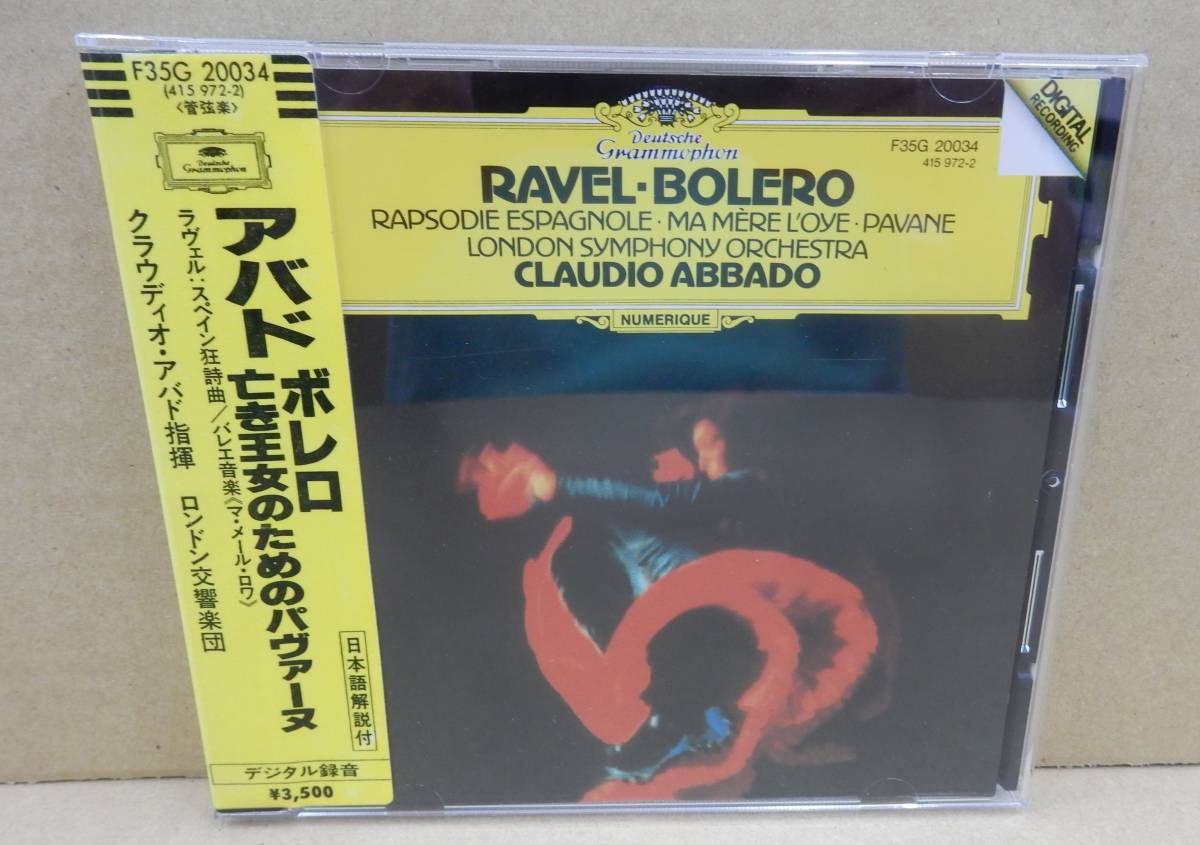 F35G 20034
(415 972-2)
〈管弦楽〉
Deutsche
Grammophon
アバド
ボレロ
亡き王女のためのパヴァーヌ
ラヴェル：スペイン狂詩曲/バレエ音楽《マ・メール・ロワ》
クラウディオ・アバド指揮 ロンドン交響楽団
日本語解説付
デジタル録音
¥3,500
Deutsche
Grammophon
F35G 20034
415 972-2
DIGITAL
RECORDING
RAVEL·BOLERO
RAPSODIE ESPAGNOLE · MA MÈRE L'OYE · PAVANE
LONDON SYMPHONY ORCHESTRA
CLAUDIO ABBADO
NUMERIQUE